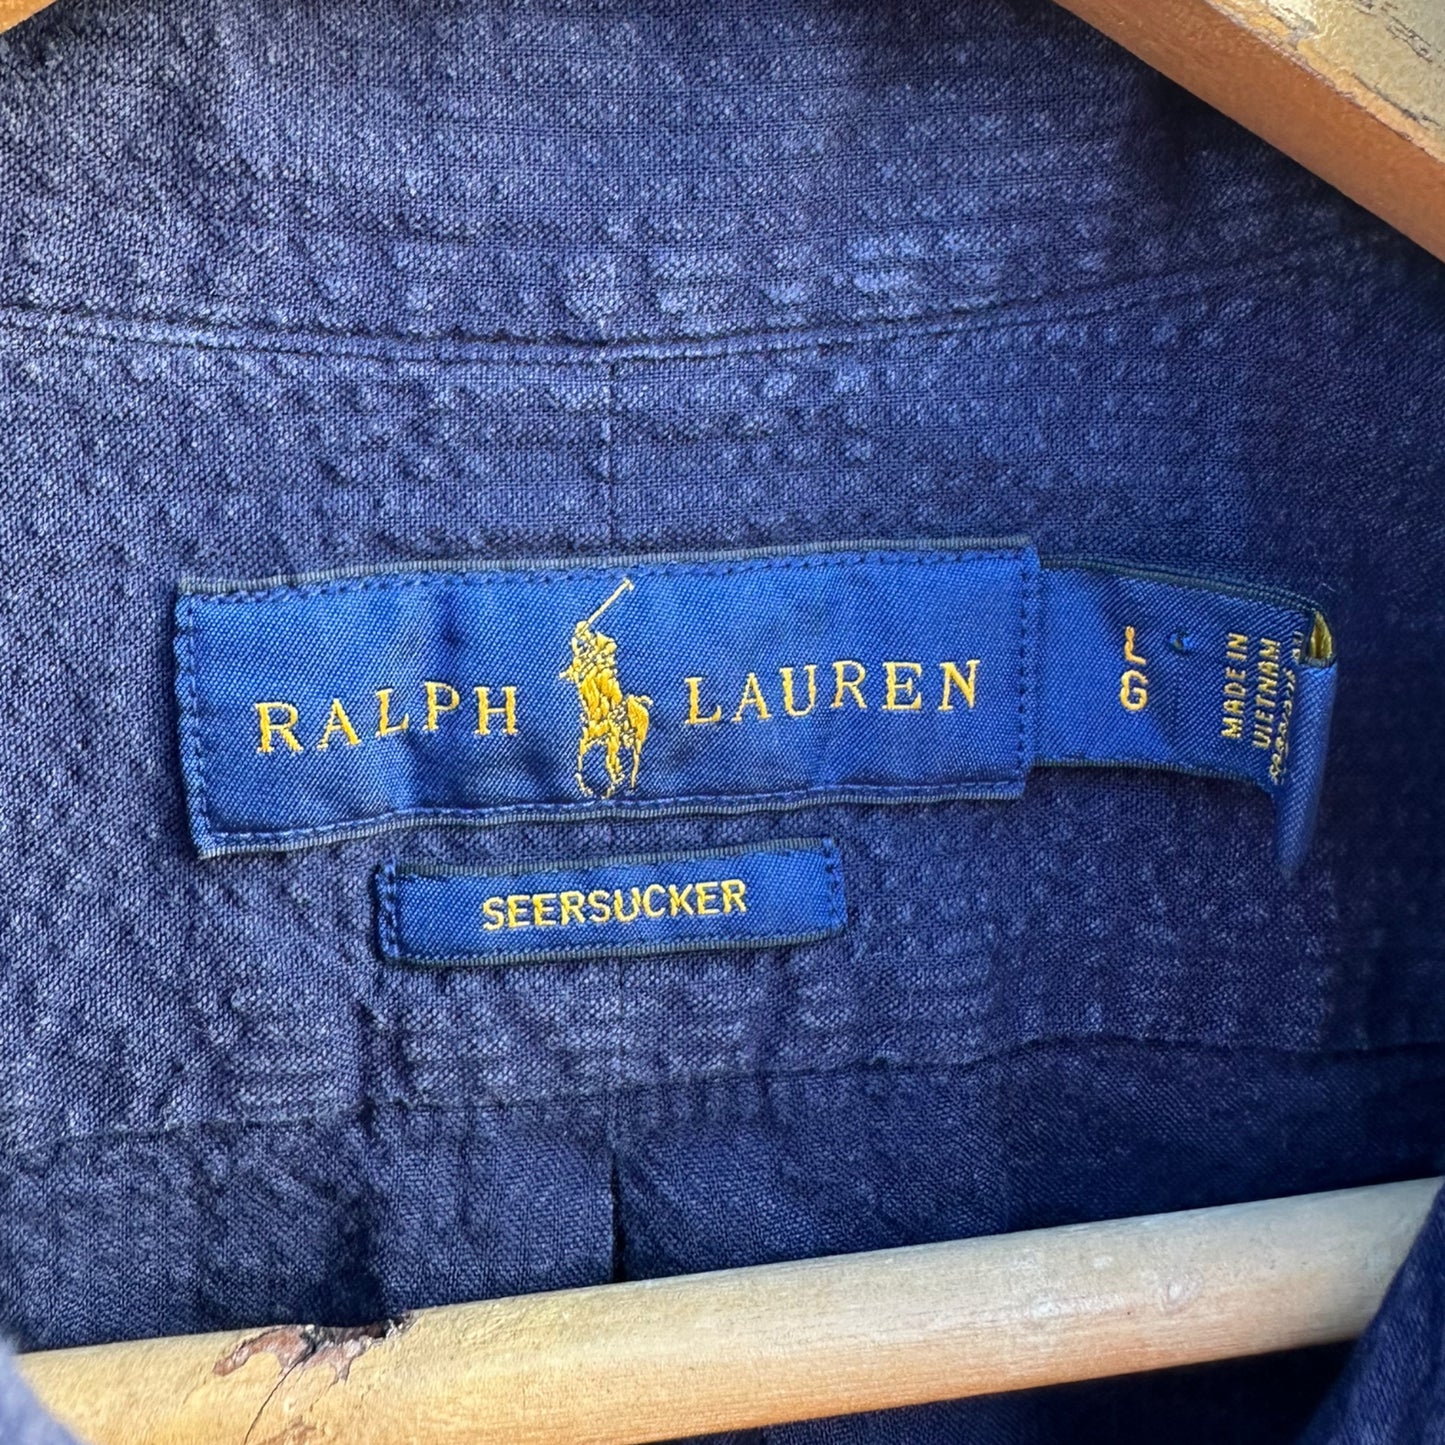 RALPH LAUREN
L
G
MADE IN
VIETNAM
SEERSUCKER